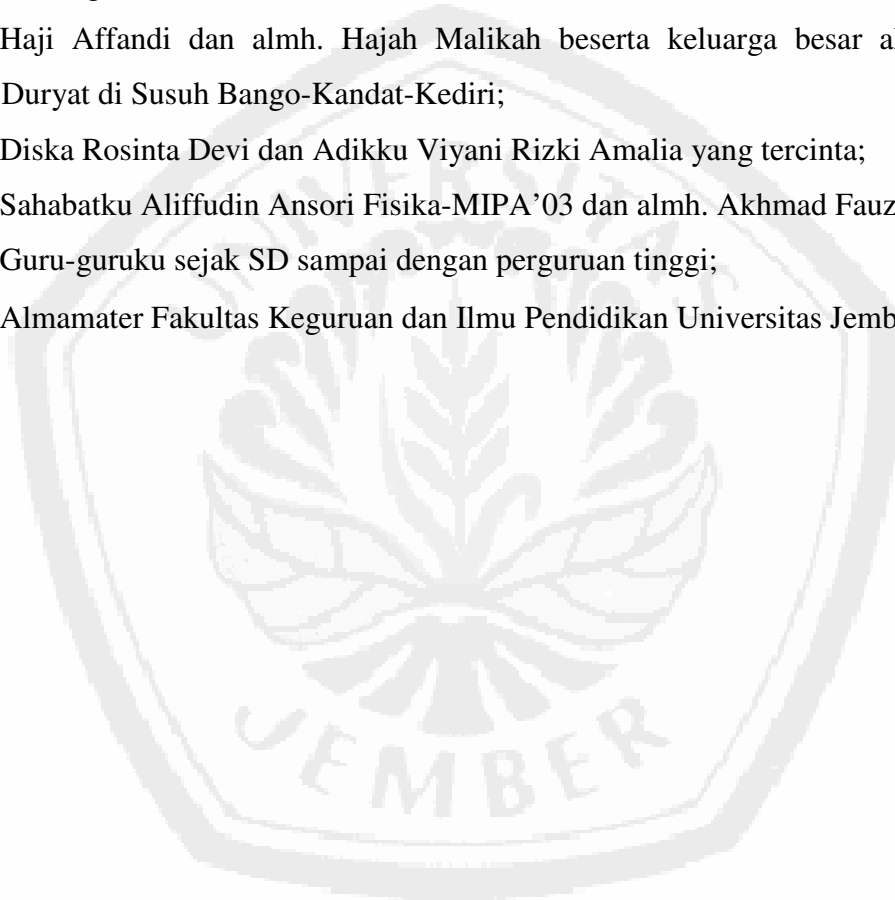 Haji Affandi dan almh. Hajah Malikah beserta keluarga besar
Duryat di Susuh Bango-Kandat-Kediri;
Diska Rosinta Devi dan Adikku Viyani Rizki Amalia yang tercinta;
Sahabatku Aliffudin Ansori Fisika-MIPA’03 dan almh. Akhmad
Guru-guruku sejak SD sampai dengan perguruan tinggi;
Almamater Fakultas Keguruan dan Ilmu Pendidikan Universitas
UNIVERSITAS
JEMBER